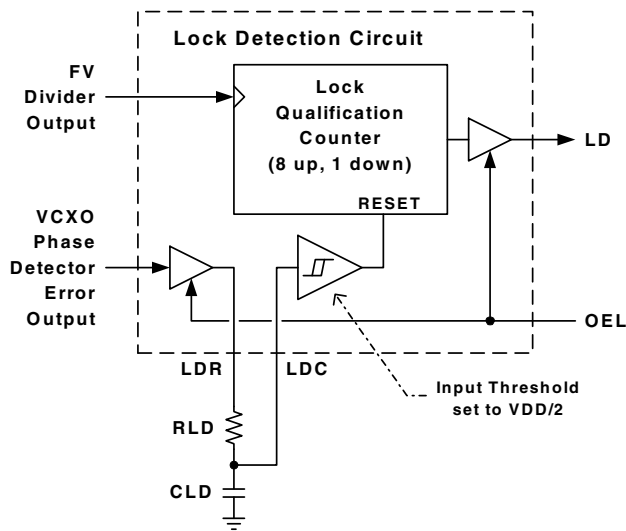 Lock Detection Circuit
FV
Divider
Output
Lock
Qualification
Counter
(8 up, 1 down)
RESET
LD
VCXO
Phase
Detector
Error
Output
OEL
LDR
LDC
Input Threshold
set to VDD/2
RLD
CLD